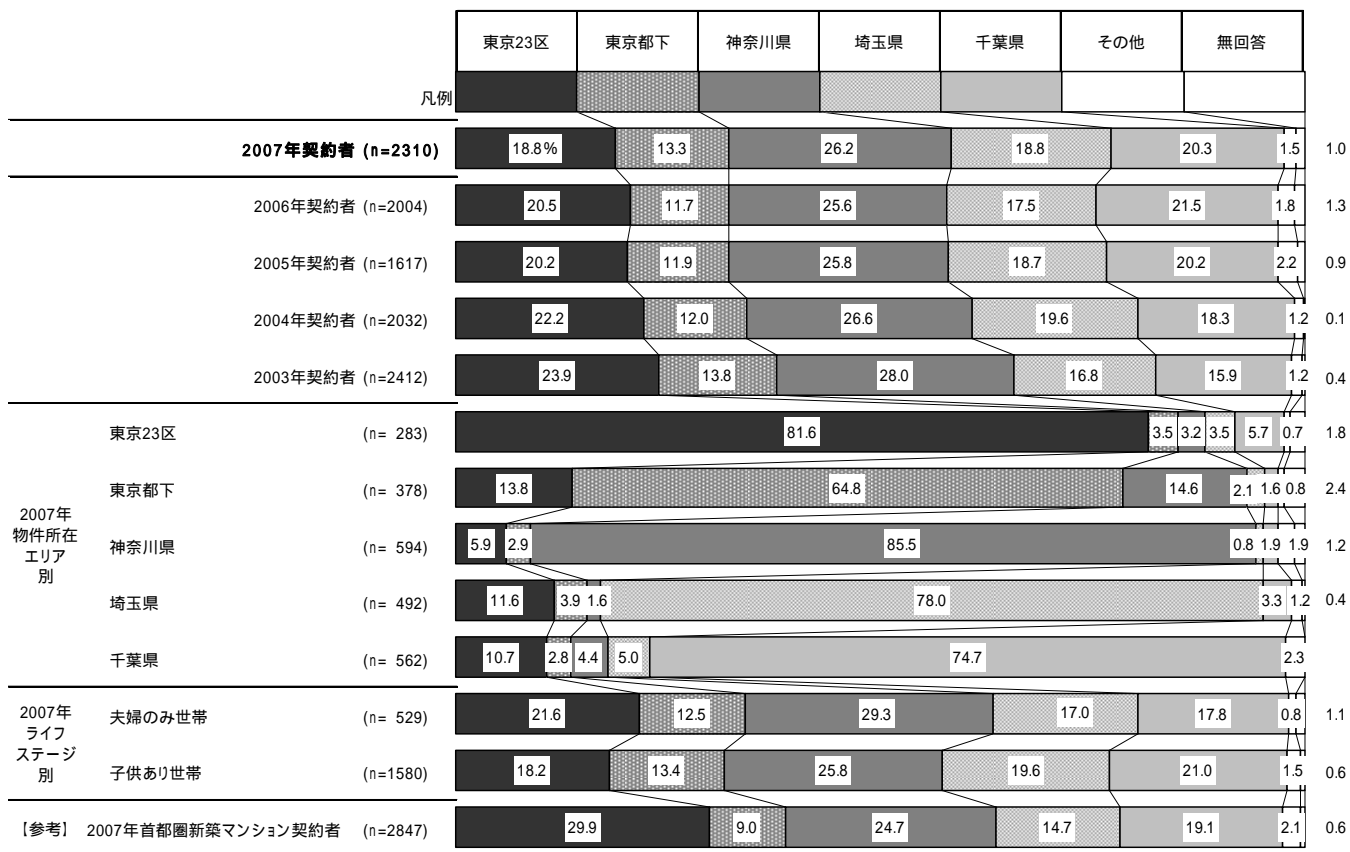 東京23区 東京都下 神奈川県 埼玉県 千葉県 その他 無回答
凡例
2007年契約者 (n=2310) 18.8% 13.3 26.2 18.8 20.3 1.5 1.0
2006年契約者 (n=2004) 20.5 11.7 25.6 17.5 21.5 1.8 1.3
2005年契約者 (n=1617) 20.2 11.9 25.8 18.7 20.2 2.2 0.9
2004年契約者 (n=2032) 22.2 12.0 26.6 19.6 18.3 1.2 0.1
2003年契約者 (n=2412) 23.9 13.8 28.0 16.8 15.9 1.2 0.4
2007年
物件所在
エリア
別
東京23区 (n= 283) 81.6 3.5 3.2 3.5 5.7 0.7 1.8
東京都下 (n= 378) 13.8 64.8 14.6 2.1 1.6 0.8 2.4
神奈川県 (n= 594) 5.9 2.9 85.5 0.8 1.9 1.9 1.2
埼玉県 (n= 492) 11.6 3.9 1.6 78.0 3.3 1.2 0.4
千葉県 (n= 562) 10.7 2.8 4.4 5.0 74.7 2.3
2007年
ライフ
ステージ
別
夫婦のみ世帯 (n= 529) 21.6 12.5 29.3 17.0 17.8 0.8 1.1
子供あり世帯 (n=1580) 18.2 13.4 25.8 19.6 21.0 1.5 0.6
【参考】 2007年首都圏新築マンション契約者 (n=2847) 29.9 9.0 24.7 14.7 19.1 2.1 0.6